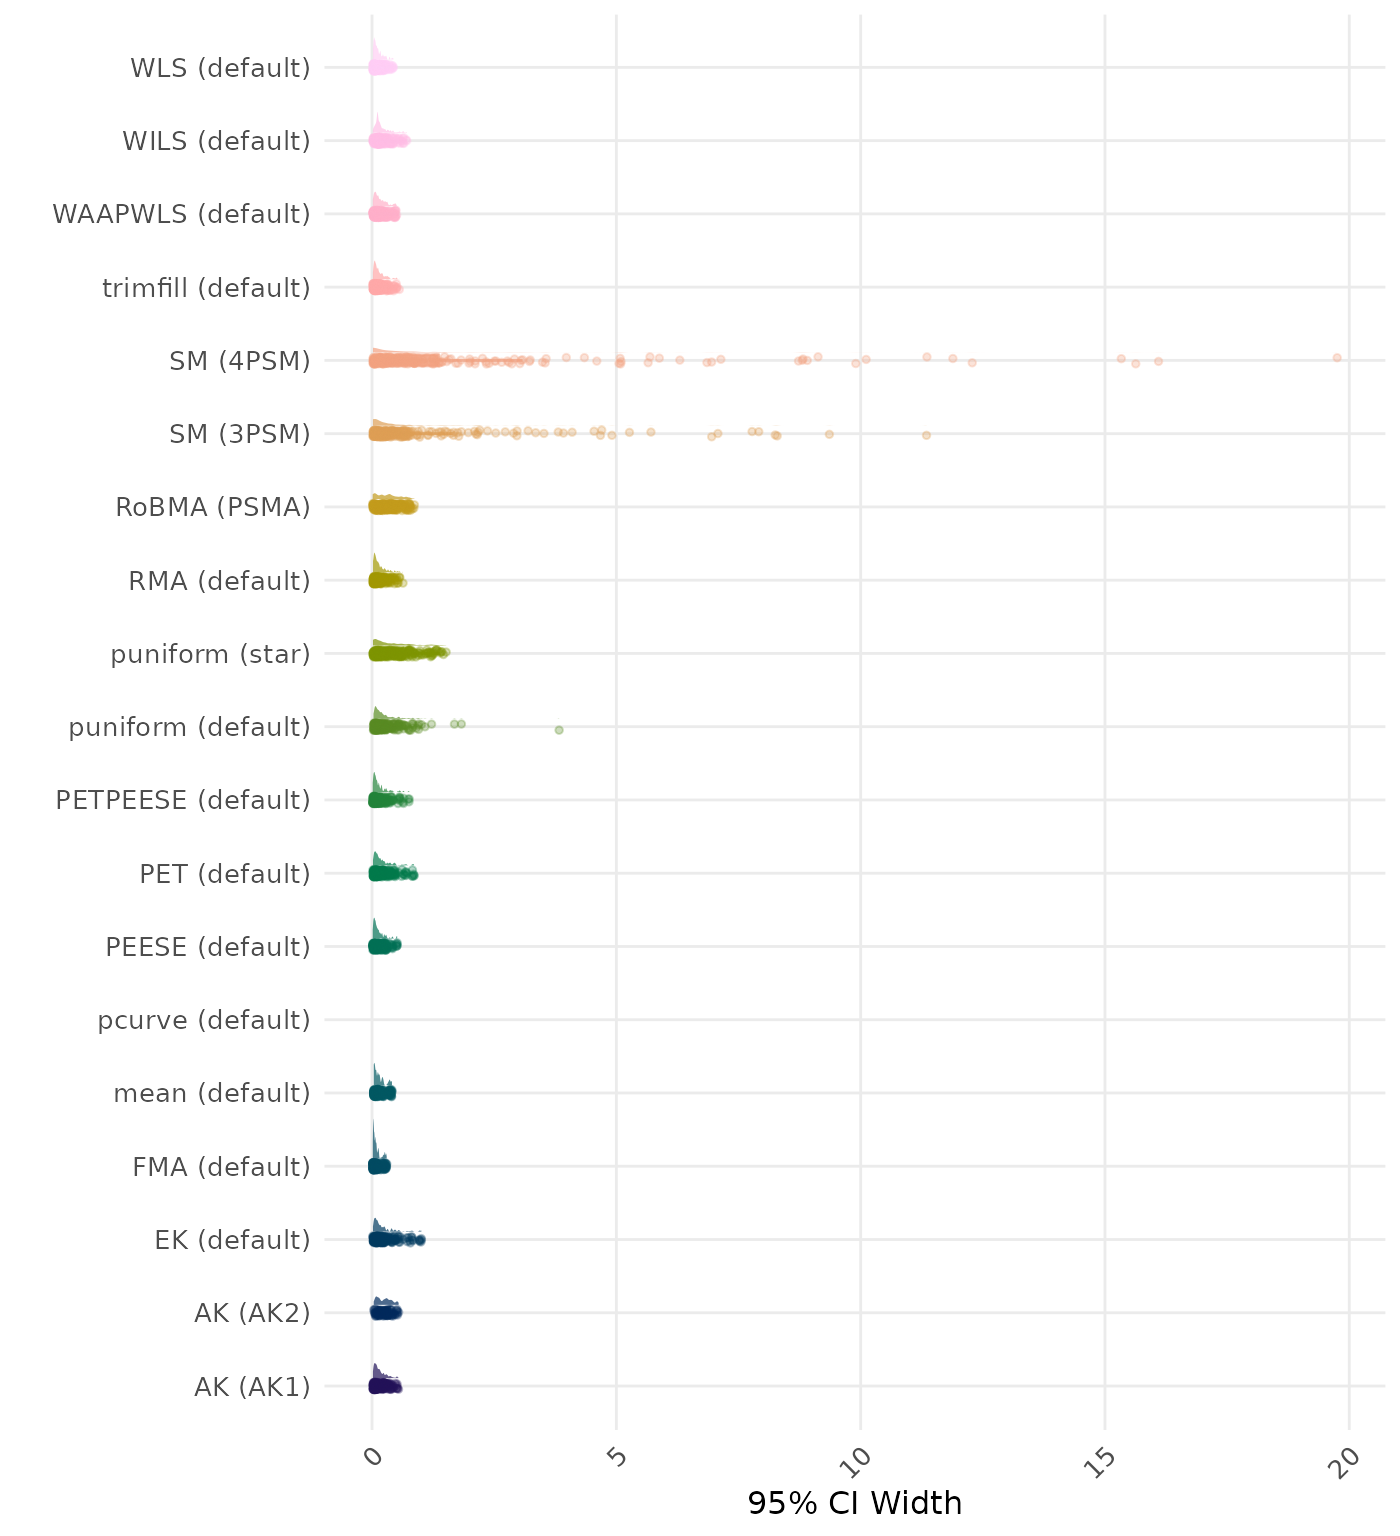 WLS (default)
WILS (default)
WAAPWLS (default)
trimfill (default)
SM (4PSM)
SM (3PSM)
RoBMA (PSMA)
RMA (default)
puniform (star)
puniform (default)
PETPEESE (default)
PET (default)
PEESE (default)
pcurve (default)
mean (default)
FMA (default)
EK (default)
AK (AK2)
AK (AK1)
0 5 10 15 20
95% CI Width